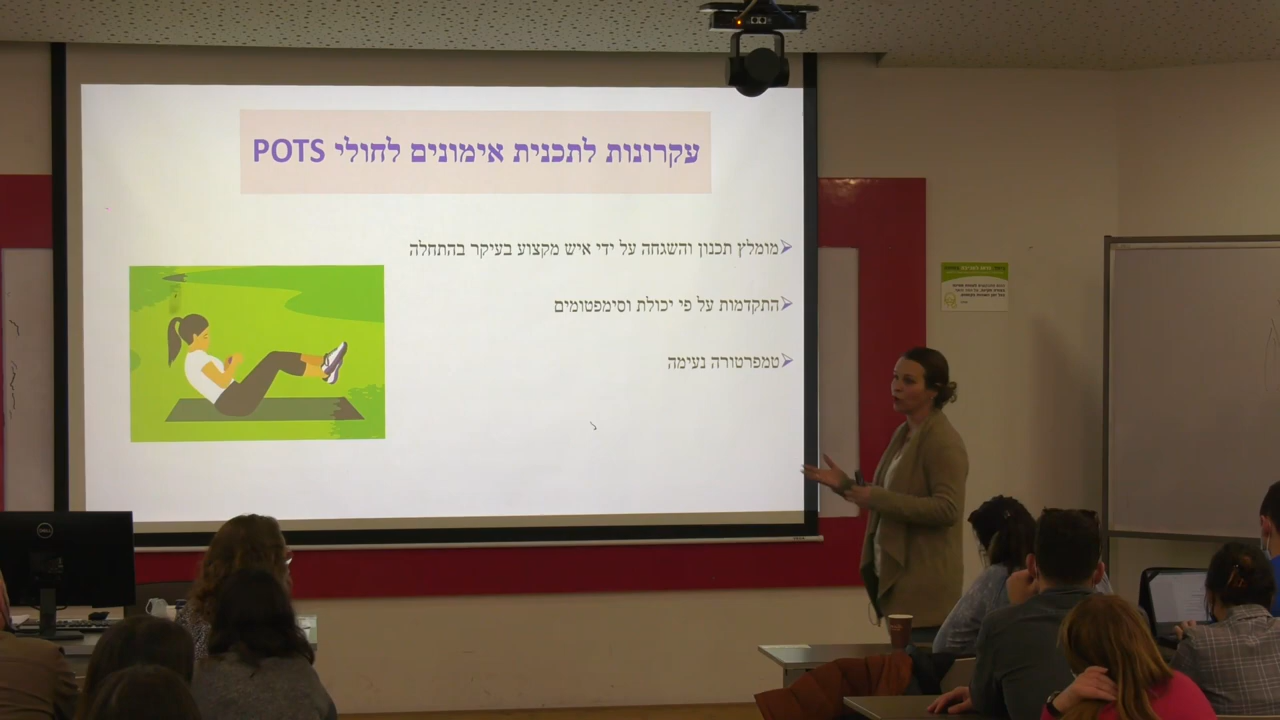 עקרונות לתכנית אימונים לחולי POTS
מומלץ תכנון והשגחה על ידי איש מקצוע בעיקר בהתחלה
התקדמות על פי יכולת וסימפטומים
טמפרטורה נעימה
DELL